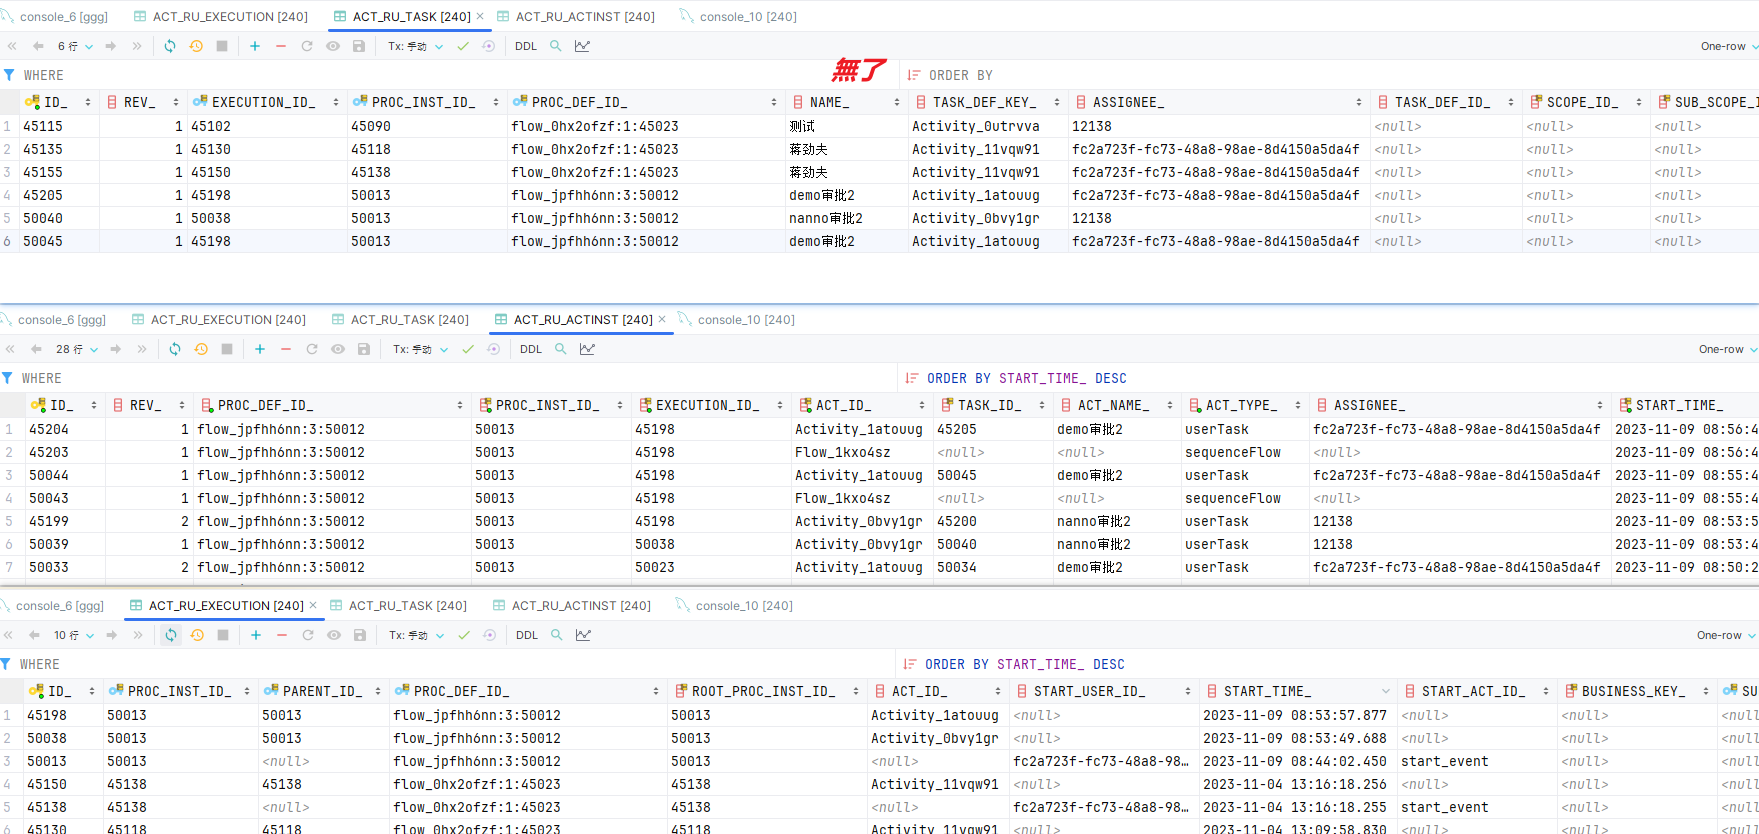 console_6 [ggg] ACT_RU_EXECUTION [240] ACT_RU_TASK [240] × ACT_RU_ACTINST [240] console_10 [240]
6 行 Tx: 手动 DDL One-row
WHERE 無了 ORDER BY
ID_ REV_ EXECUTION_ID_ PROC_INST_ID_ PROC_DEF_ID_ NAME_ TASK_DEF_KEY_ ASSIGNEE_ TASK_DEF_ID_ SCOPE_ID_ SUB_SCOPE_I
1 45115 1 45102 45090 flow_0hx2ofzf:1:45023 测试 Activity_0utrvva 12138 <null> <null> <null>
2 45135 1 45130 45118 flow_0hx2ofzf:1:45023 蒋劲夫 Activity_11vqw91 fc2a723f-fc73-48a8-98ae-8d4150a5da4f <null> <null> <null>
3 45155 1 45150 45138 flow_0hx2ofzf:1:45023 蒋劲夫 Activity_11vqw91 fc2a723f-fc73-48a8-98ae-8d4150a5da4f <null> <null> <null>
4 45205 1 45198 50013 flow_jpfhh6nn:3:50012 demo审批2 Activity_1atouug fc2a723f-fc73-48a8-98ae-8d4150a5da4f <null> <null> <null>
5 50040 1 50038 50013 flow_jpfhh6nn:3:50012 nanno审批2 Activity_0bvy1gr 12138 <null> <null> <null>
6 50045 1 45198 50013 flow_jpfhh6nn:3:50012 demo审批2 Activity_1atouug fc2a723f-fc73-48a8-98ae-8d4150a5da4f <null> <null> <null>
console_6 [ggg] ACT_RU_EXECUTION [240] ACT_RU_TASK [240] ACT_RU_ACTINST [240] × console_10 [240]
28 行 Tx: 手动 DDL One-row
WHERE ORDER BY START_TIME_ DESC
ID_ REV_ PROC_DEF_ID_ PROC_INST_ID_ EXECUTION_ID_ ACT_ID_ TASK_ID_ ACT_NAME_ ACT_TYPE_ ASSIGNEE_ START_TIME_
1 45204 1 flow_jpfhh6nn:3:50012 50013 45198 Activity_1atouug 45205 demo审批2 userTask fc2a723f-fc73-48a8-98ae-8d4150a5da4f 2023-11-09 08:56:4
2 45203 1 flow_jpfhh6nn:3:50012 50013 45198 Flow_1kxo4sz <null> <null> sequenceFlow <null> 2023-11-09 08:56:4
3 50044 1 flow_jpfhh6nn:3:50012 50013 45198 Activity_1atouug 50045 demo审批2 userTask fc2a723f-fc73-48a8-98ae-8d4150a5da4f 2023-11-09 08:55:4
4 50043 1 flow_jpfhh6nn:3:50012 50013 45198 Flow_1kxo4sz <null> <null> sequenceFlow <null> 2023-11-09 08:55:4
5 45199 2 flow_jpfhh6nn:3:50012 50013 45198 Activity_0bvy1gr 45200 nanno审批2 userTask 12138 2023-11-09 08:53:5
6 50039 1 flow_jpfhh6nn:3:50012 50013 50038 Activity_0bvy1gr 50040 nanno审批2 userTask 12138 2023-11-09 08:53:4
7 50033 2 flow_jpfhh6nn:3:50012 50013 50023 Activity_1atouug 50034 demo审批2 userTask fc2a723f-fc73-48a8-98ae-8d4150a5da4f 2023-11-09 08:50:2
console_6 [ggg] ACT_RU_EXECUTION [240] × ACT_RU_TASK [240] ACT_RU_ACTINST [240] console_10 [240]
10 行 Tx: 手动 DDL One-row
WHERE ORDER BY START_TIME_ DESC
ID_ PROC_INST_ID_ PARENT_ID_ PROC_DEF_ID_ ROOT_PROC_INST_ID_ ACT_ID_ START_USER_ID_ START_TIME_ START_ACT_ID_ BUSINESS_KEY_ SU
1 45198 50013 50013 flow_jpfhh6nn:3:50012 50013 Activity_1atouug <null> 2023-11-09 08:53:57.877 <null> <null> <null
2 50038 50013 50013 flow_jpfhh6nn:3:50012 50013 Activity_0bvy1gr <null> 2023-11-09 08:53:49.688 <null> <null> <null
3 50013 50013 <null> flow_jpfhh6nn:3:50012 50013 <null> fc2a723f-fc73-48a8-98… 2023-11-09 08:44:02.450 start_event <null> <null
4 45150 45138 45138 flow_0hx2ofzf:1:45023 45138 Activity_11vqw91 <null> 2023-11-04 13:16:18.256 <null> <null> <null
5 45138 45138 <null> flow_0hx2ofzf:1:45023 45138 <null> fc2a723f-fc73-48a8-98… 2023-11-04 13:16:18.255 start_event <null> <null
6 45130 45118 45118 flow_0hx2ofzf:1:45023 45118 Activity_11vqw91 <null> 2023-11-04 13:09:58.830 <null> <null> <null